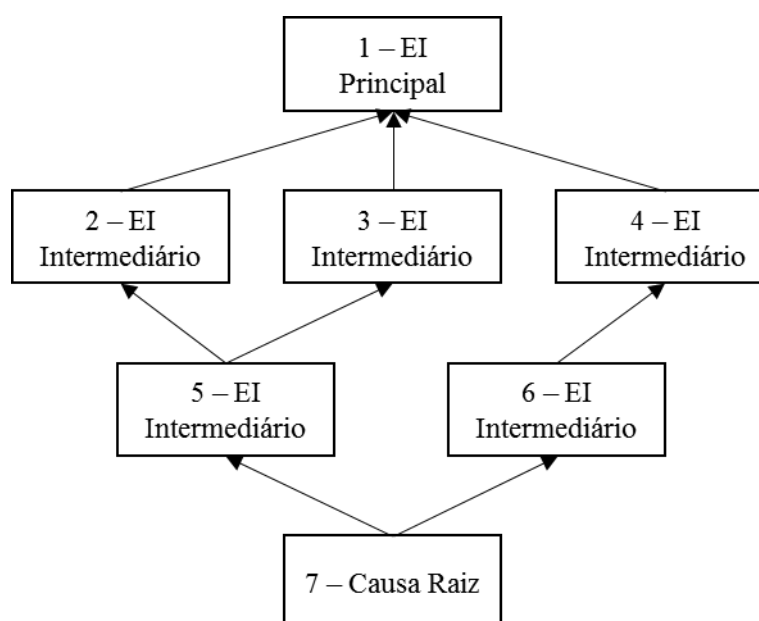 1 – EI
Principal
2 – EI
Intermediário
3 – EI
Intermediário
4 – EI
Intermediário
5 – EI
Intermediário
6 – EI
Intermediário
7 – Causa Raiz